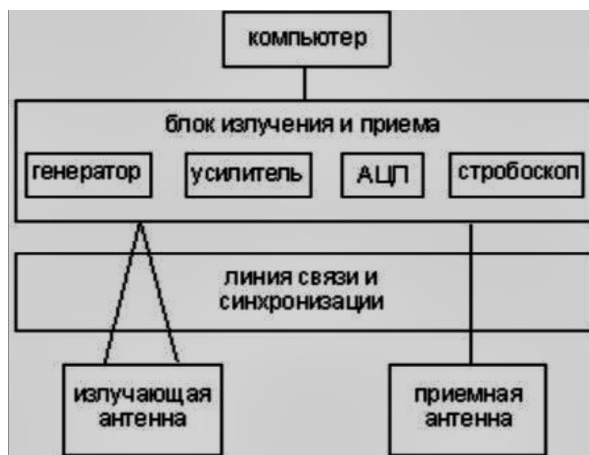 компьютер
блок излучения и приема
генератор
усилитель
АЦП
стробоскоп
линия связи и
синхронизации
излучающая
антенна
приемная
антенна